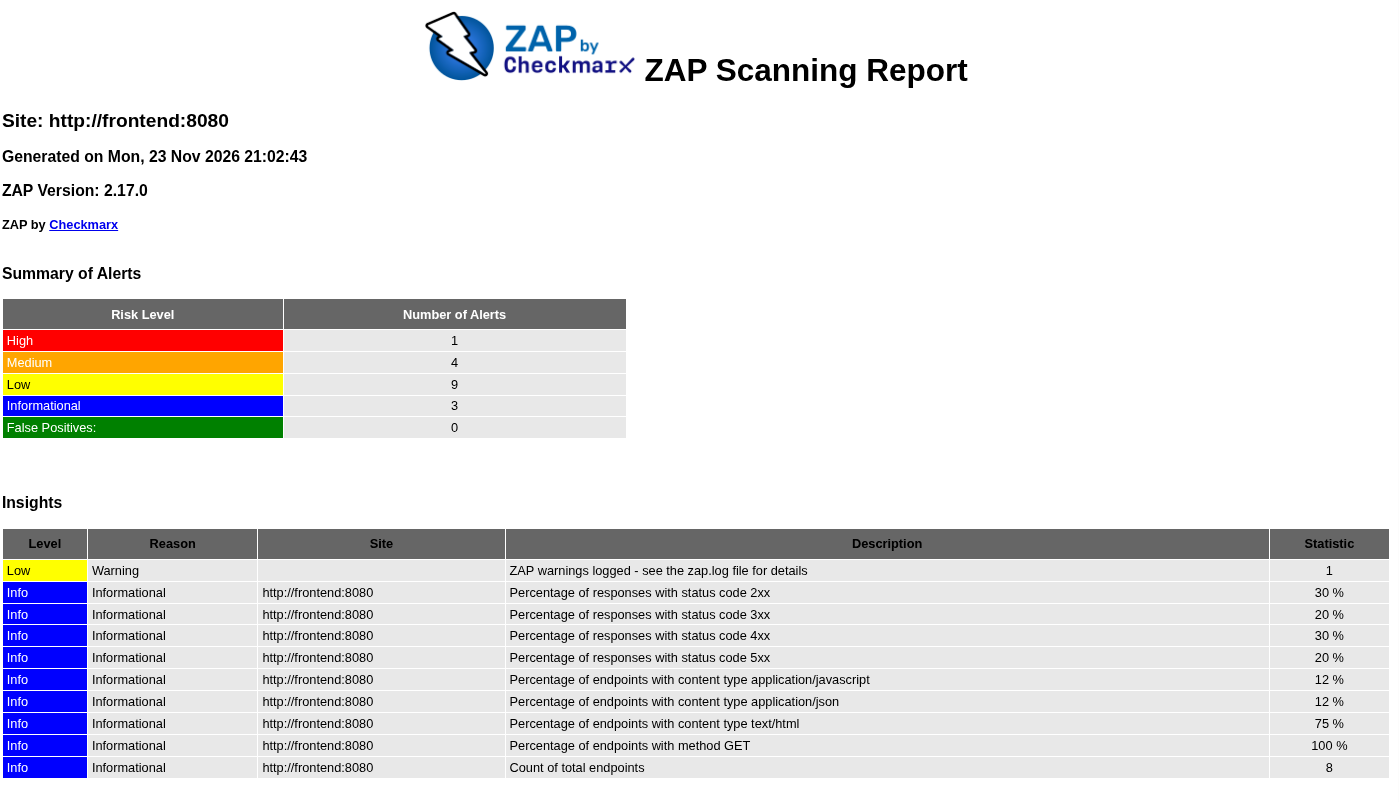 ZAP by
Checkmarx ZAP Scanning Report
Site: http://frontend:8080
Generated on Mon, 23 Nov 2026 21:02:43
ZAP Version: 2.17.0
ZAP by Checkmarx
Summary of Alerts
Risk Level Number of Alerts
High 1
Medium 4
Low 9
Informational 3
False Positives: 0
Insights
Level Reason Site Description Statistic
Low Warning ZAP warnings logged - see the zap.log file for details 1
Info Informational http://frontend:8080 Percentage of responses with status code 2xx 30 %
Info Informational http://frontend:8080 Percentage of responses with status code 3xx 20 %
Info Informational http://frontend:8080 Percentage of responses with status code 4xx 30 %
Info Informational http://frontend:8080 Percentage of responses with status code 5xx 20 %
Info Informational http://frontend:8080 Percentage of endpoints with content type application/javascript 12 %
Info Informational http://frontend:8080 Percentage of endpoints with content type application/json 12 %
Info Informational http://frontend:8080 Percentage of endpoints with content type text/html 75 %
Info Informational http://frontend:8080 Percentage of endpoints with method GET 100 %
Info Informational http://frontend:8080 Count of total endpoints 8